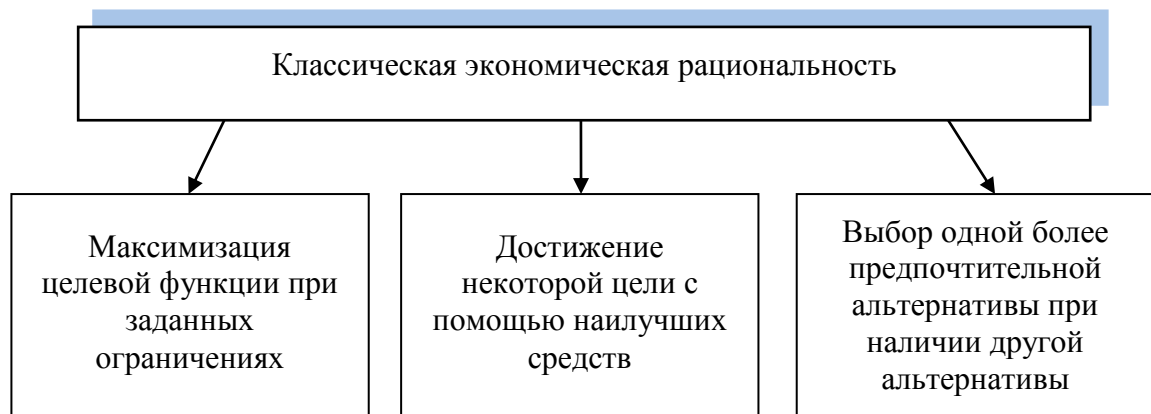 Классическая экономическая рациональность
Максимизация
целевой функции при
заданных
ограничениях
Достижение
некоторой цели с
помощью наилучших
средств
Выбор одной более
предпочтительной
альтернативы при
наличии другой
альтернативы